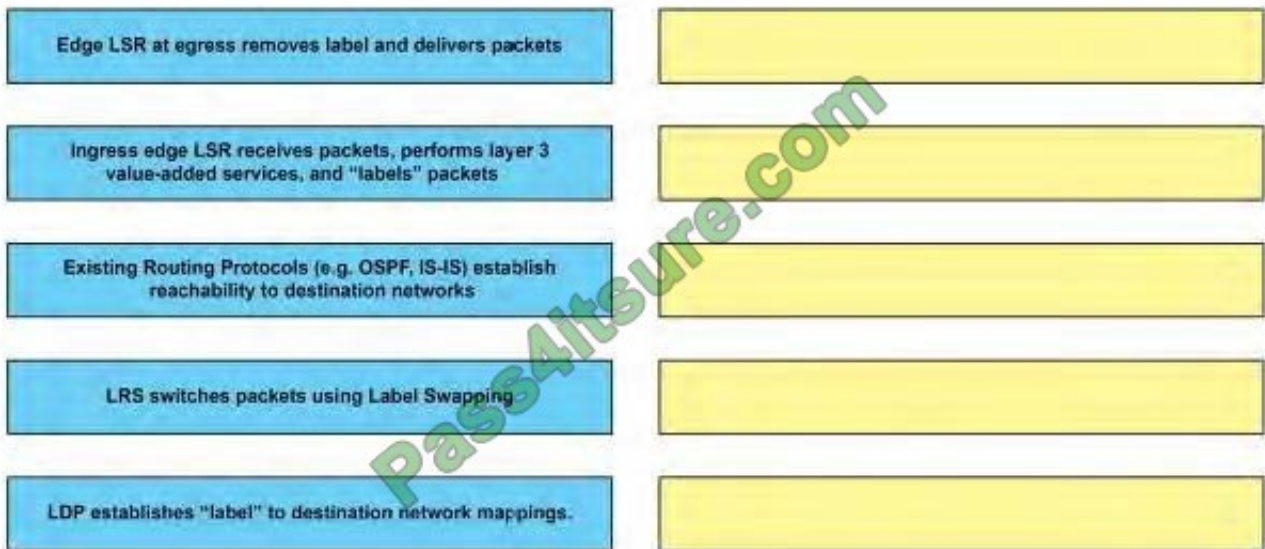 Edge LSR at egress removes label and delivers packets
Ingress edge LSR receives packets, performs layer 3
value-added services, and “labels” packets
Existing Routing Protocols (e.g. OSPF, IS-IS) establish
reachability to destination networks
LRS switches packets using Label Swapping
LDP establishes “label” to destination network mappings.
Pass4itsure.com